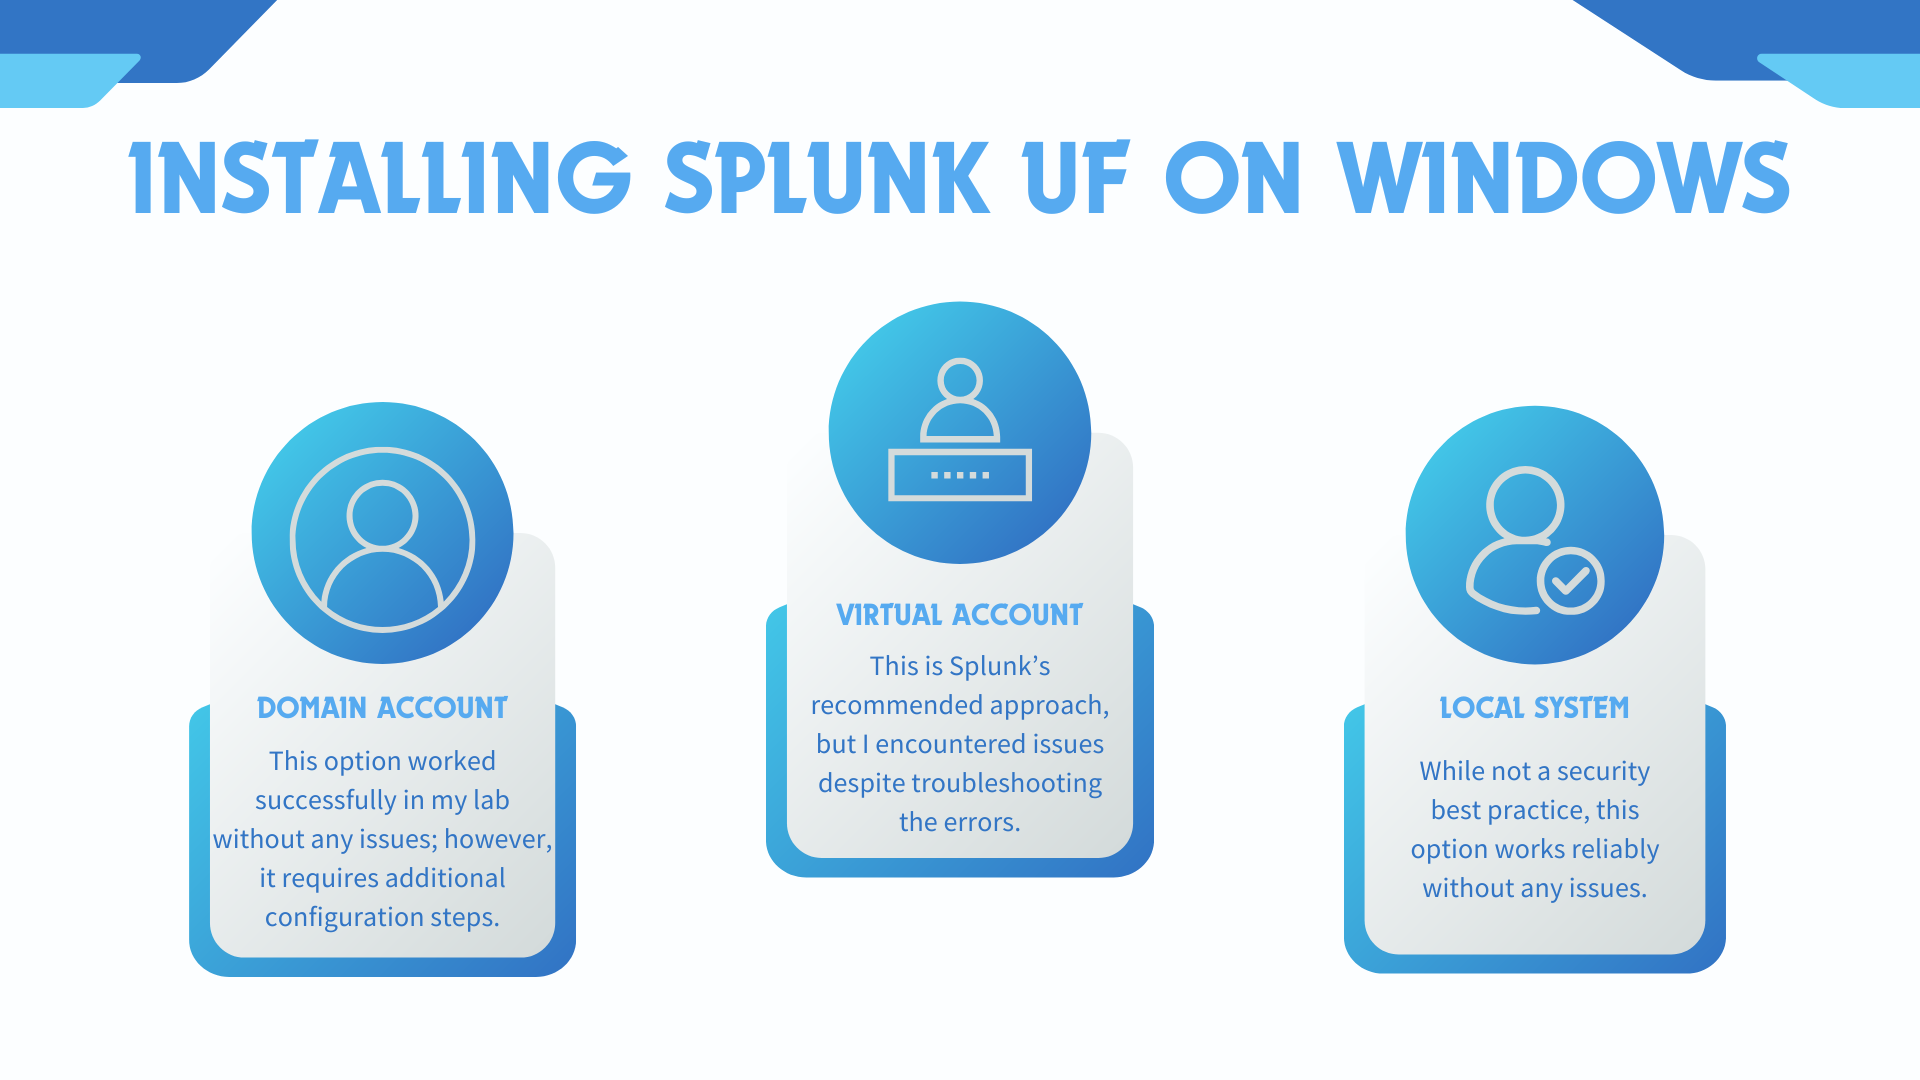 INSTALLING SPLUNK UF ON WINDOWS
DOMAIN ACCOUNT
This option worked
successfully in my lab
without any issues; however,
it requires additional
configuration steps.
VIRTUAL ACCOUNT
This is Splunk’s
recommended approach,
but I encountered issues
despite troubleshooting
the errors.
LOCAL SYSTEM
While not a security
best practice, this
option works reliably
without any issues.